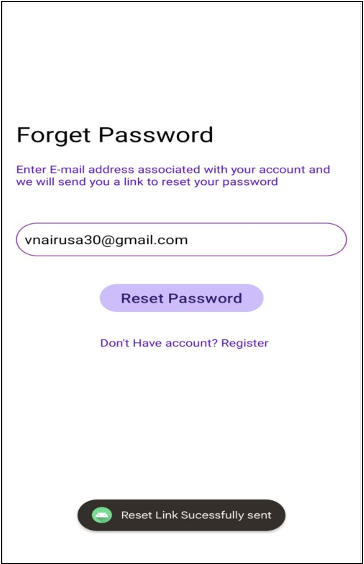 Forget Password
Enter E-mail address associated with your account and
we will send you a link to reset your password
vnairusa30@gmail.com
Reset Password
Don't Have account? Register
Reset Link Sucessfully sent